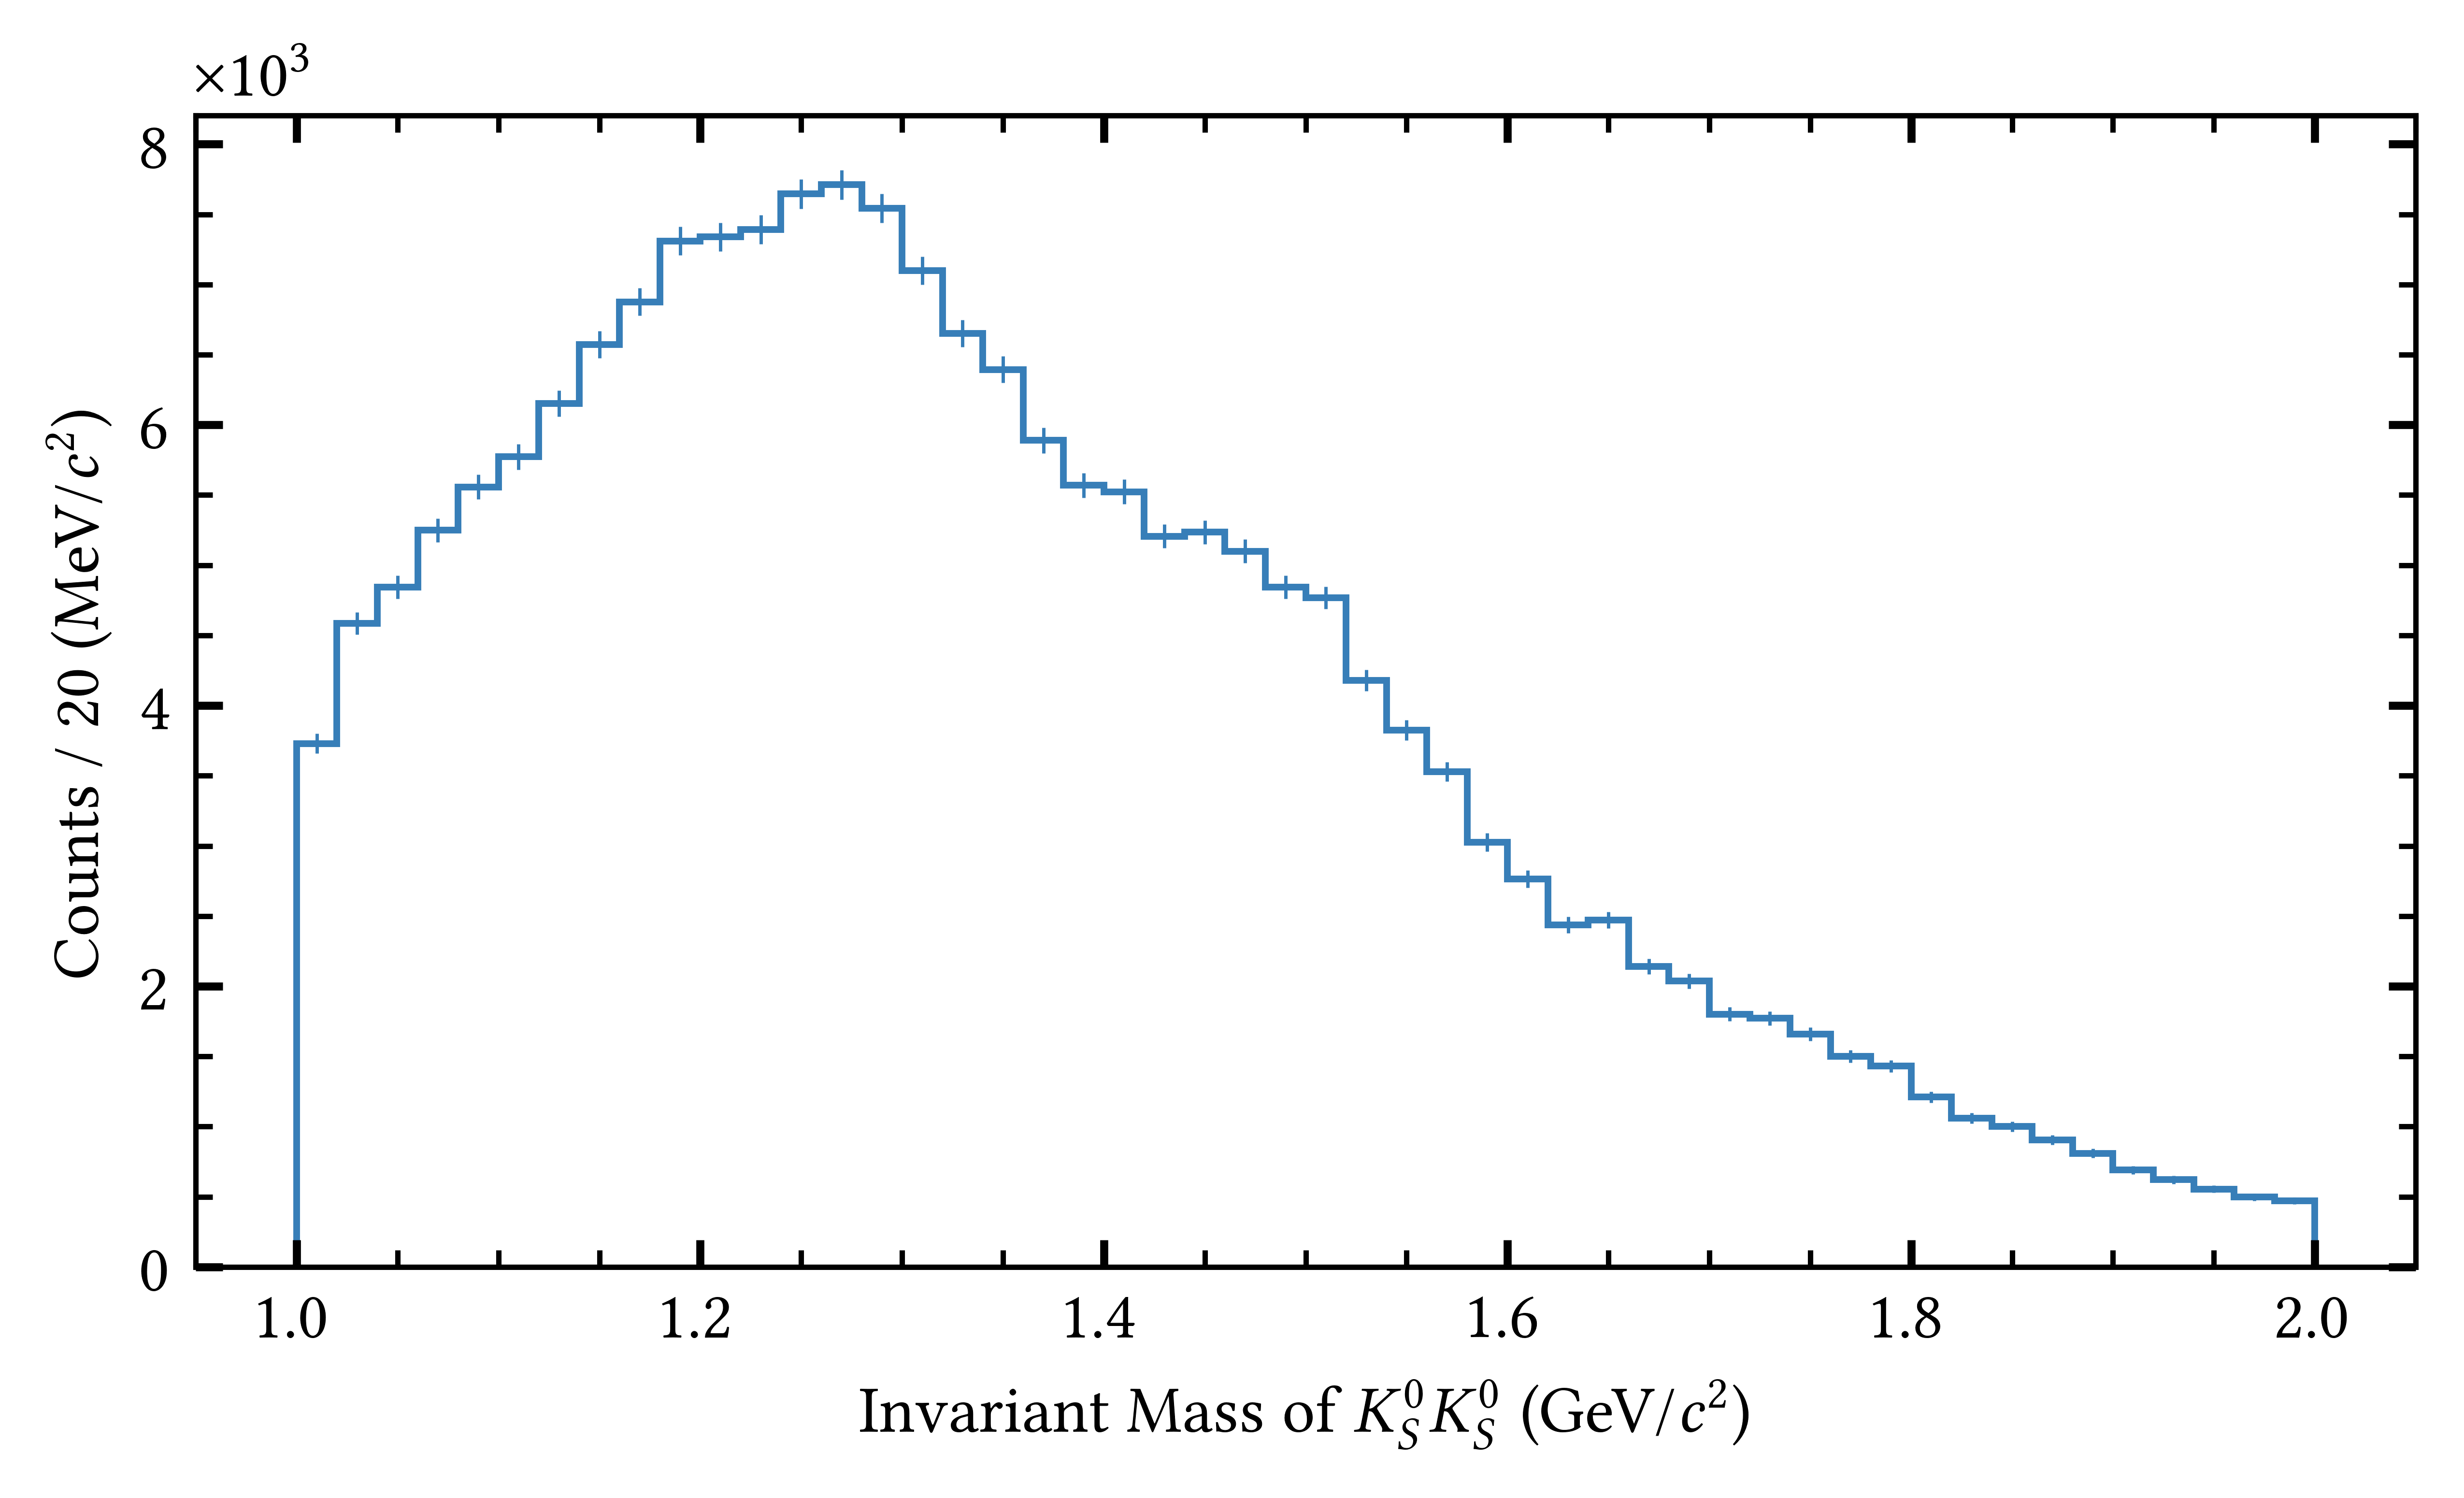 ×10³
8
6
4
2
0
Counts / 20 (MeV/c²)
1.0 1.2 1.4 1.6 1.8 2.0
Invariant Mass of K⁰_S K⁰_S (GeV/c²)